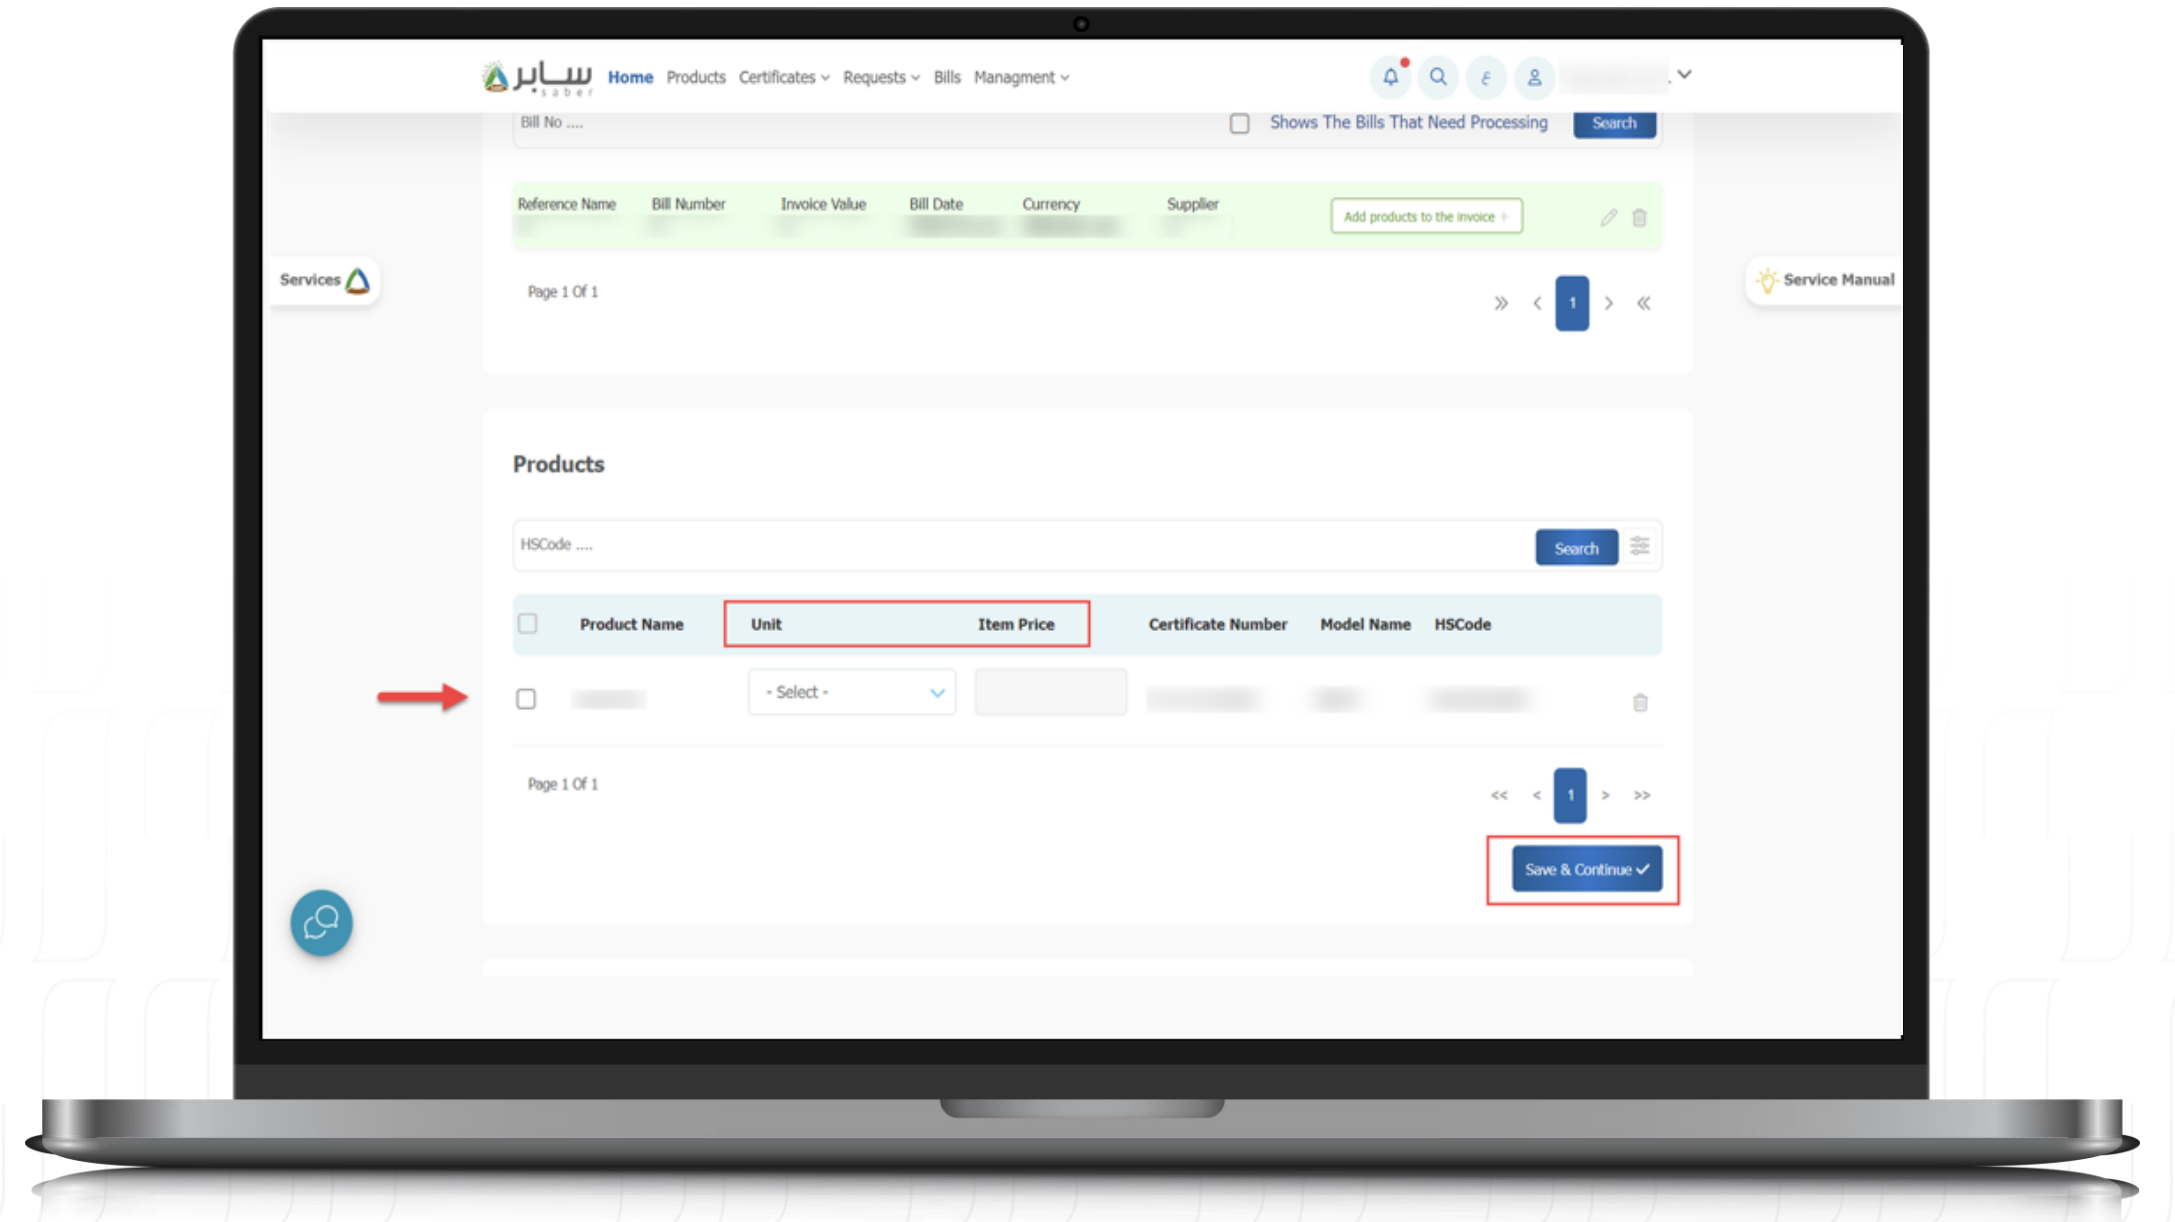 سابر
saber
Home Products Certificates Requests Bills Managment
ع
Bill No ....
Shows The Bills That Need Processing
Search
Reference Name Bill Number Invoice Value Bill Date Currency Supplier
Add products to the invoice +
Services
Service Manual
Page 1 Of 1
» < 1 > «
Products
HSCode ....
Search
Product Name Unit Item Price Certificate Number Model Name HSCode
- Select -
Page 1 Of 1
<< < 1 > >>
Save & Continue ✓